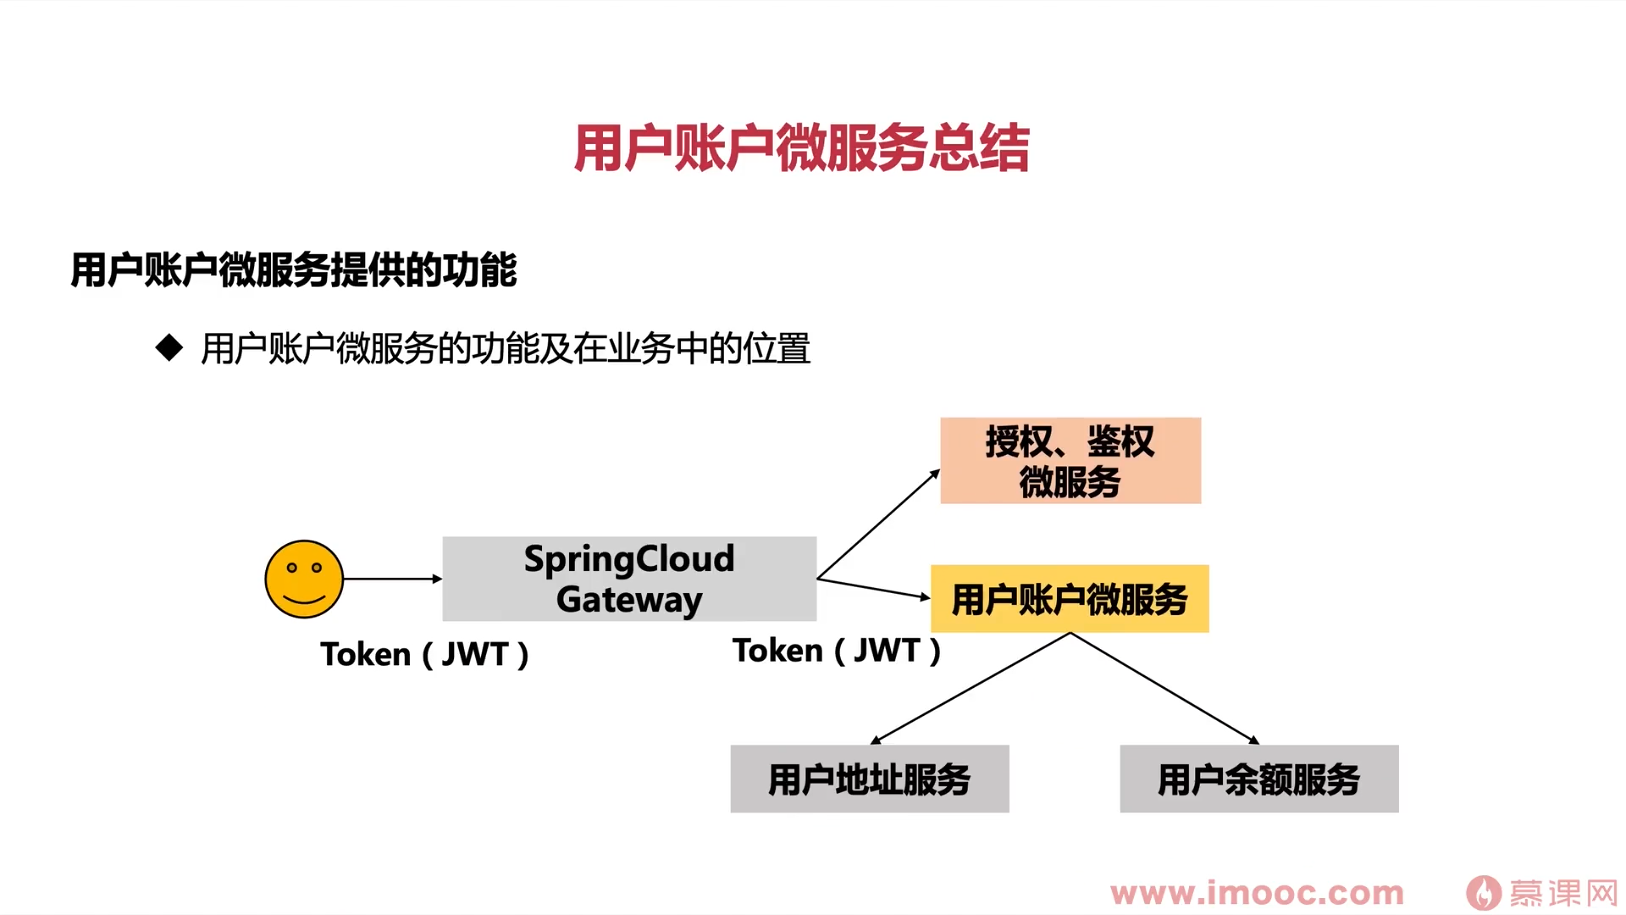 用户账户微服务总结
用户账户微服务提供的功能
◆ 用户账户微服务的功能及在业务中的位置
授权、鉴权
微服务
SpringCloud
Gateway
用户账户微服务
Token（JWT）
Token（JWT）
用户地址服务
用户余额服务
www.imooc.com
慕课网